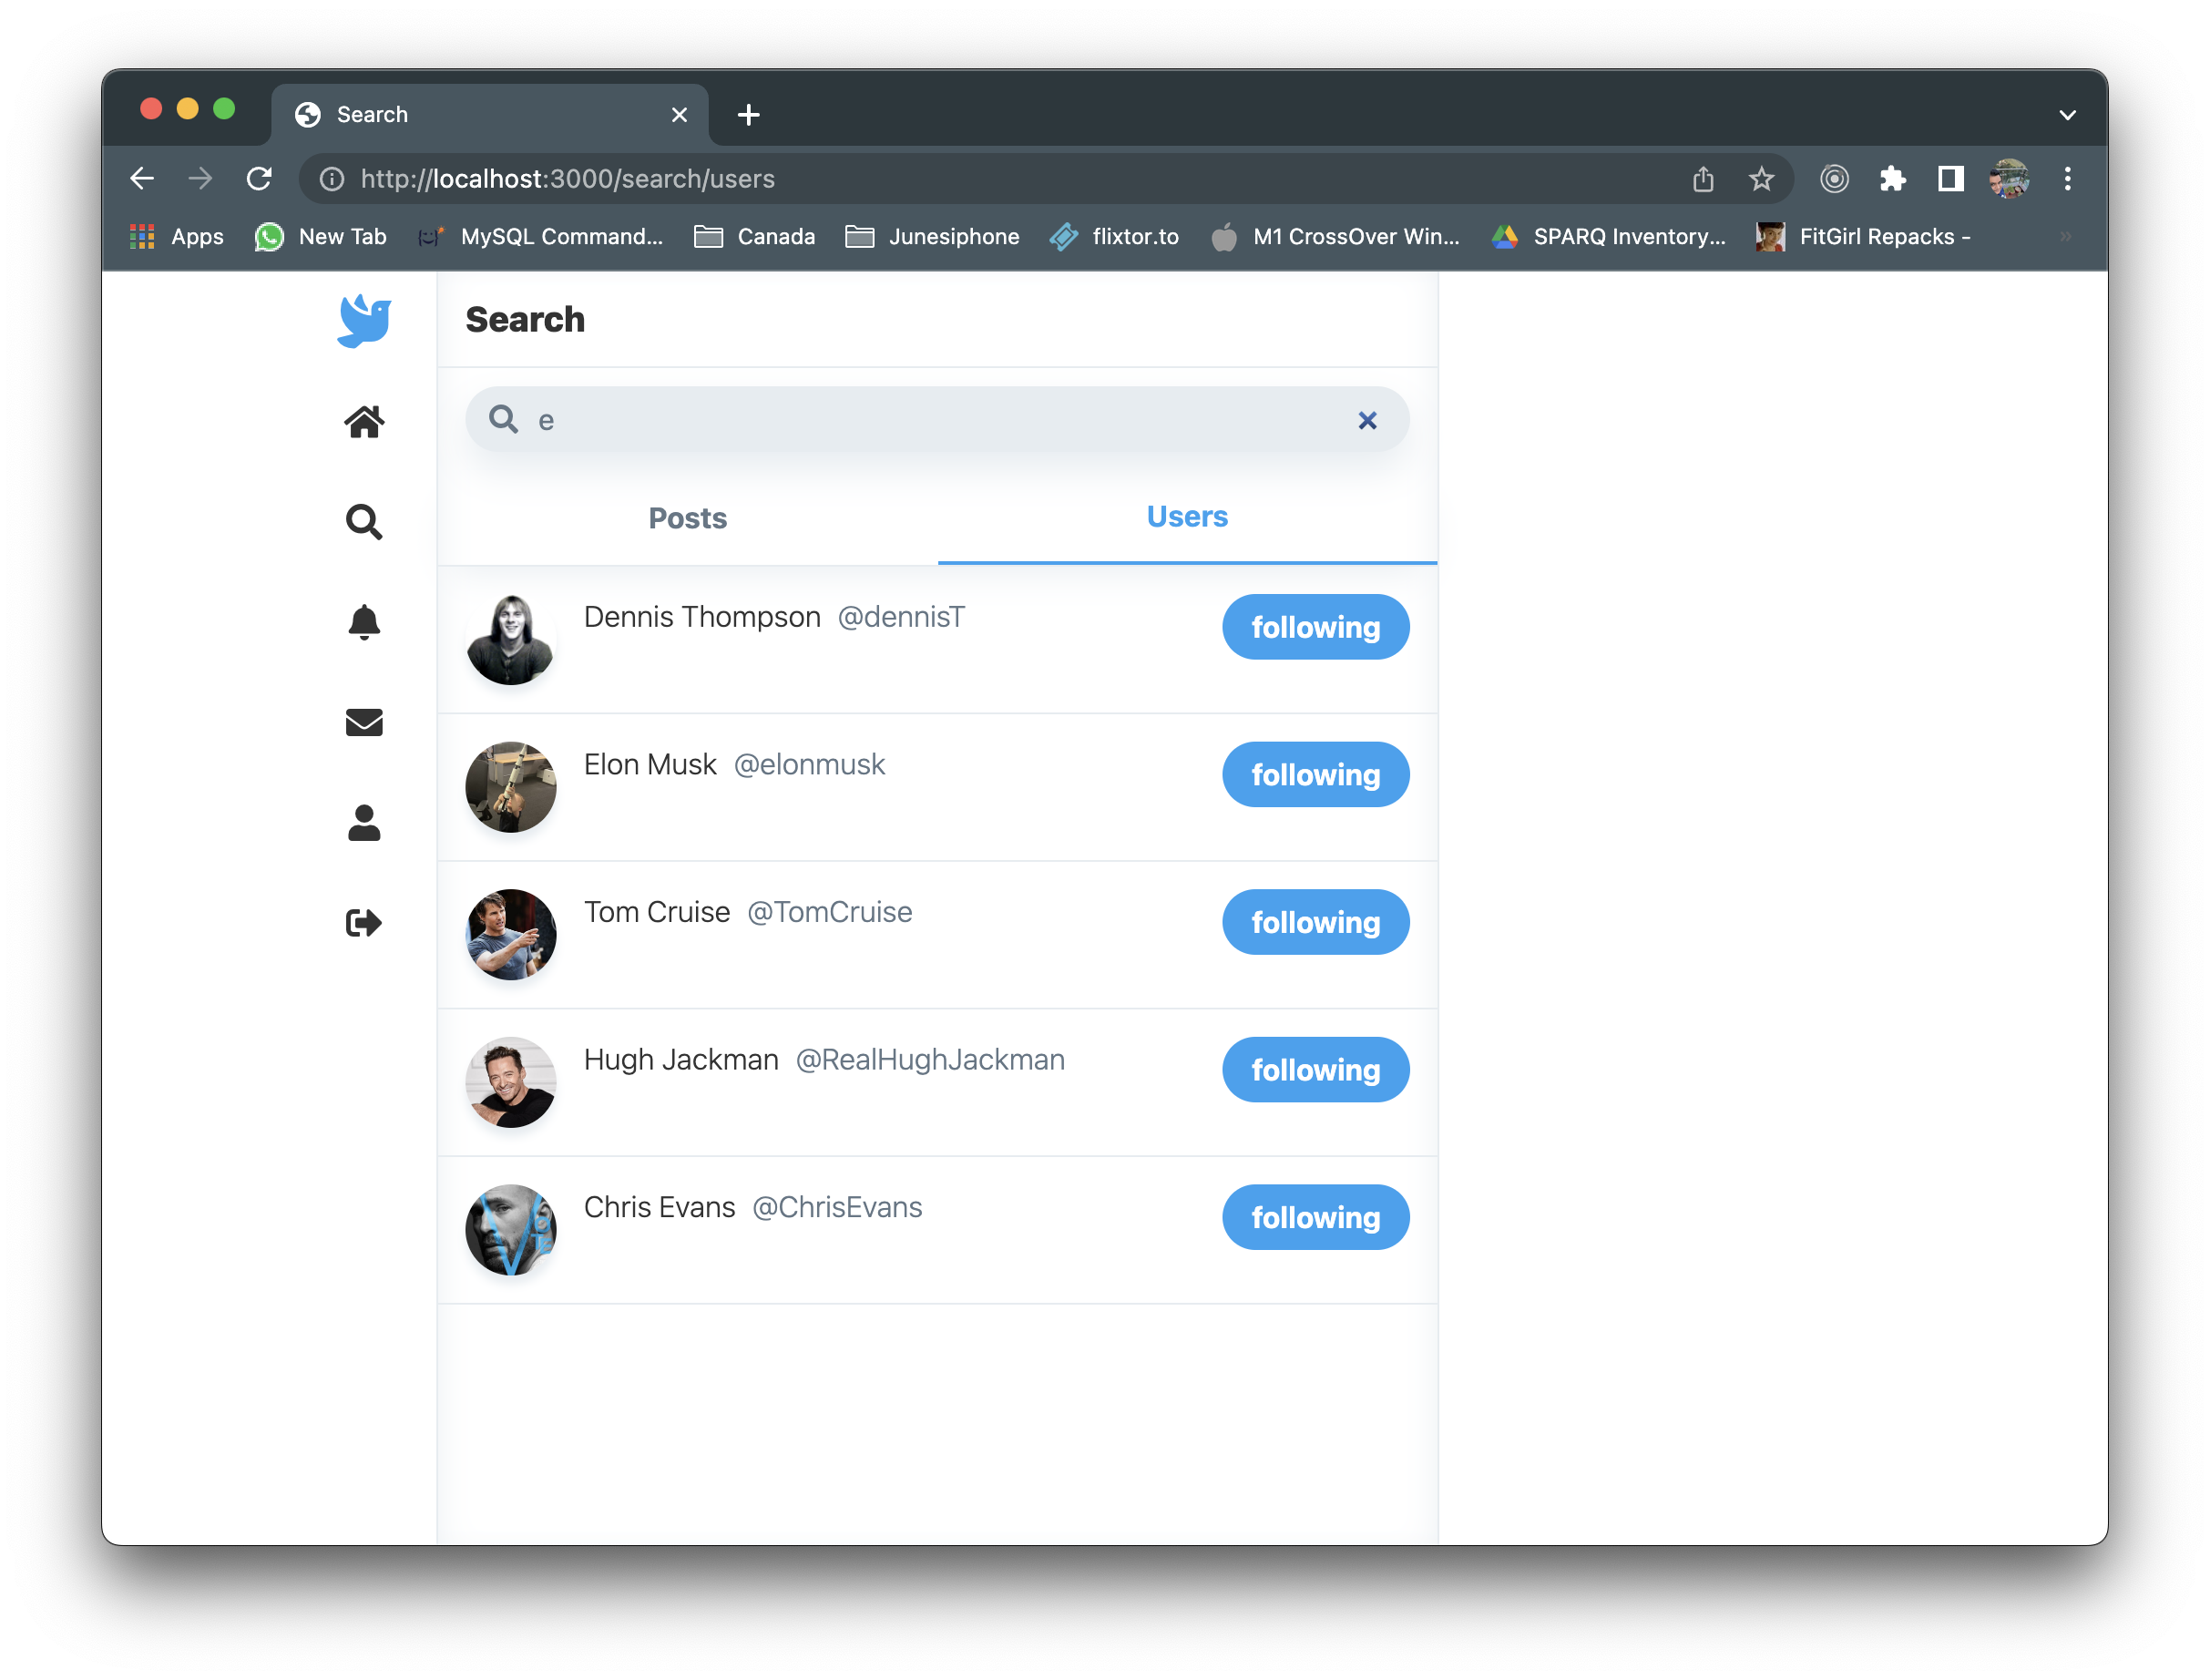 Search
http://localhost:3000/search/users
Apps New Tab MySQL Command... Canada Junesiphone flixtor.to M1 CrossOver Win... SPARQ Inventory... FitGirl Repacks -
Search
e
Posts Users
Dennis Thompson @dennisT following
Elon Musk @elonmusk following
Tom Cruise @TomCruise following
Hugh Jackman @RealHughJackman following
Chris Evans @ChrisEvans following